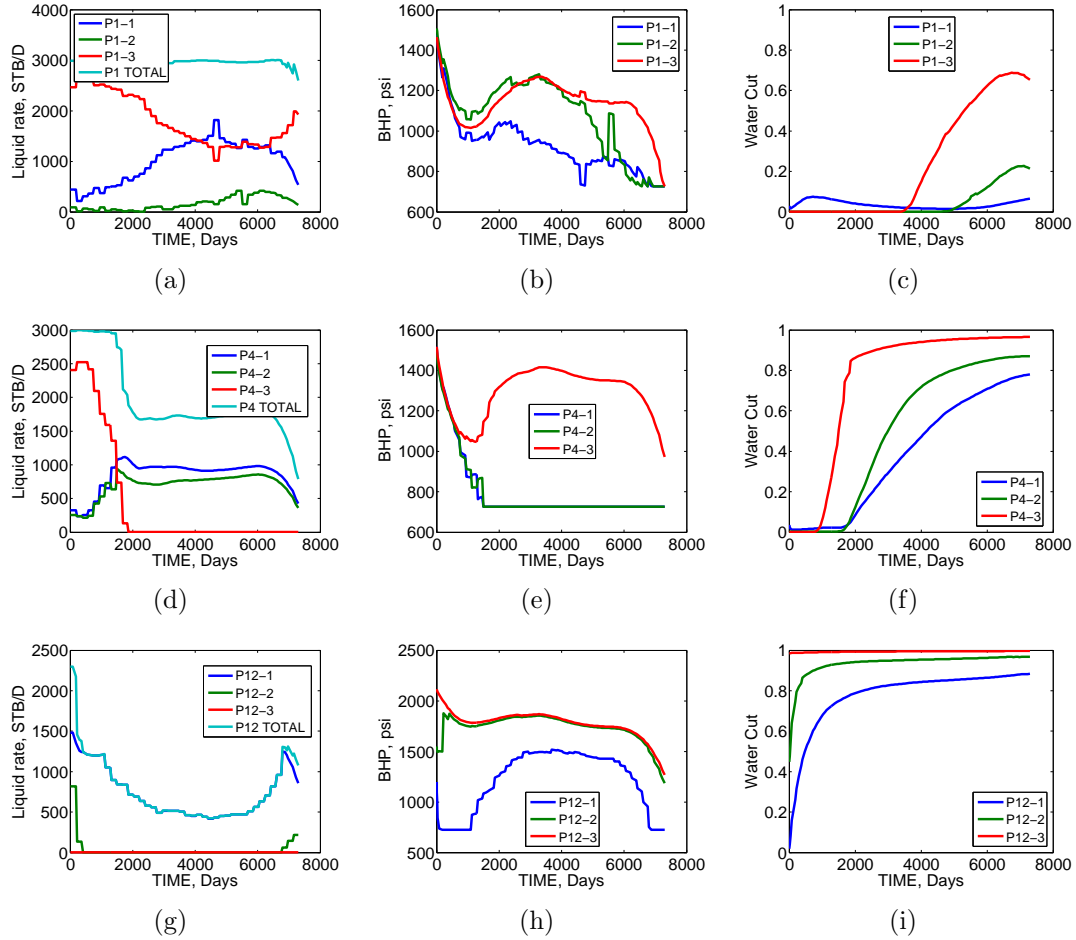 4000
3000
2000
1000
0
Liquid rate, STB/D
P1−1
P1−2
P1−3
P1 TOTAL
0 2000 4000 6000 8000
TIME, Days
(a)
1600
1400
1200
1000
800
600
BHP, psi
P1−1
P1−2
P1−3
0 2000 4000 6000 8000
TIME, Days
(b)
1
0.8
0.6
0.4
0.2
0
Water Cut
P1−1
P1−2
P1−3
0 2000 4000 6000 8000
TIME, Days
(c)
3000
2500
2000
1500
1000
500
0
Liquid rate, STB/D
P4−1
P4−2
P4−3
P4 TOTAL
0 2000 4000 6000 8000
TIME, Days
(d)
1600
1400
1200
1000
800
600
BHP, psi
P4−1
P4−2
P4−3
0 2000 4000 6000 8000
TIME, Days
(e)
1
0.8
0.6
0.4
0.2
0
Water Cut
P4−1
P4−2
P4−3
0 2000 4000 6000 8000
TIME, Days
(f)
2500
2000
1500
1000
500
0
Liquid rate, STB/D
P12−1
P12−2
P12−3
P12 TOTAL
0 2000 4000 6000 8000
TIME, Days
(g)
2500
2000
1500
1000
500
BHP, psi
P12−1
P12−2
P12−3
0 2000 4000 6000 8000
TIME, Days
(h)
1
0.8
0.6
0.4
0.2
0
Water Cut
P12−1
P12−2
P12−3
0 2000 4000 6000 8000
TIME, Days
(i)